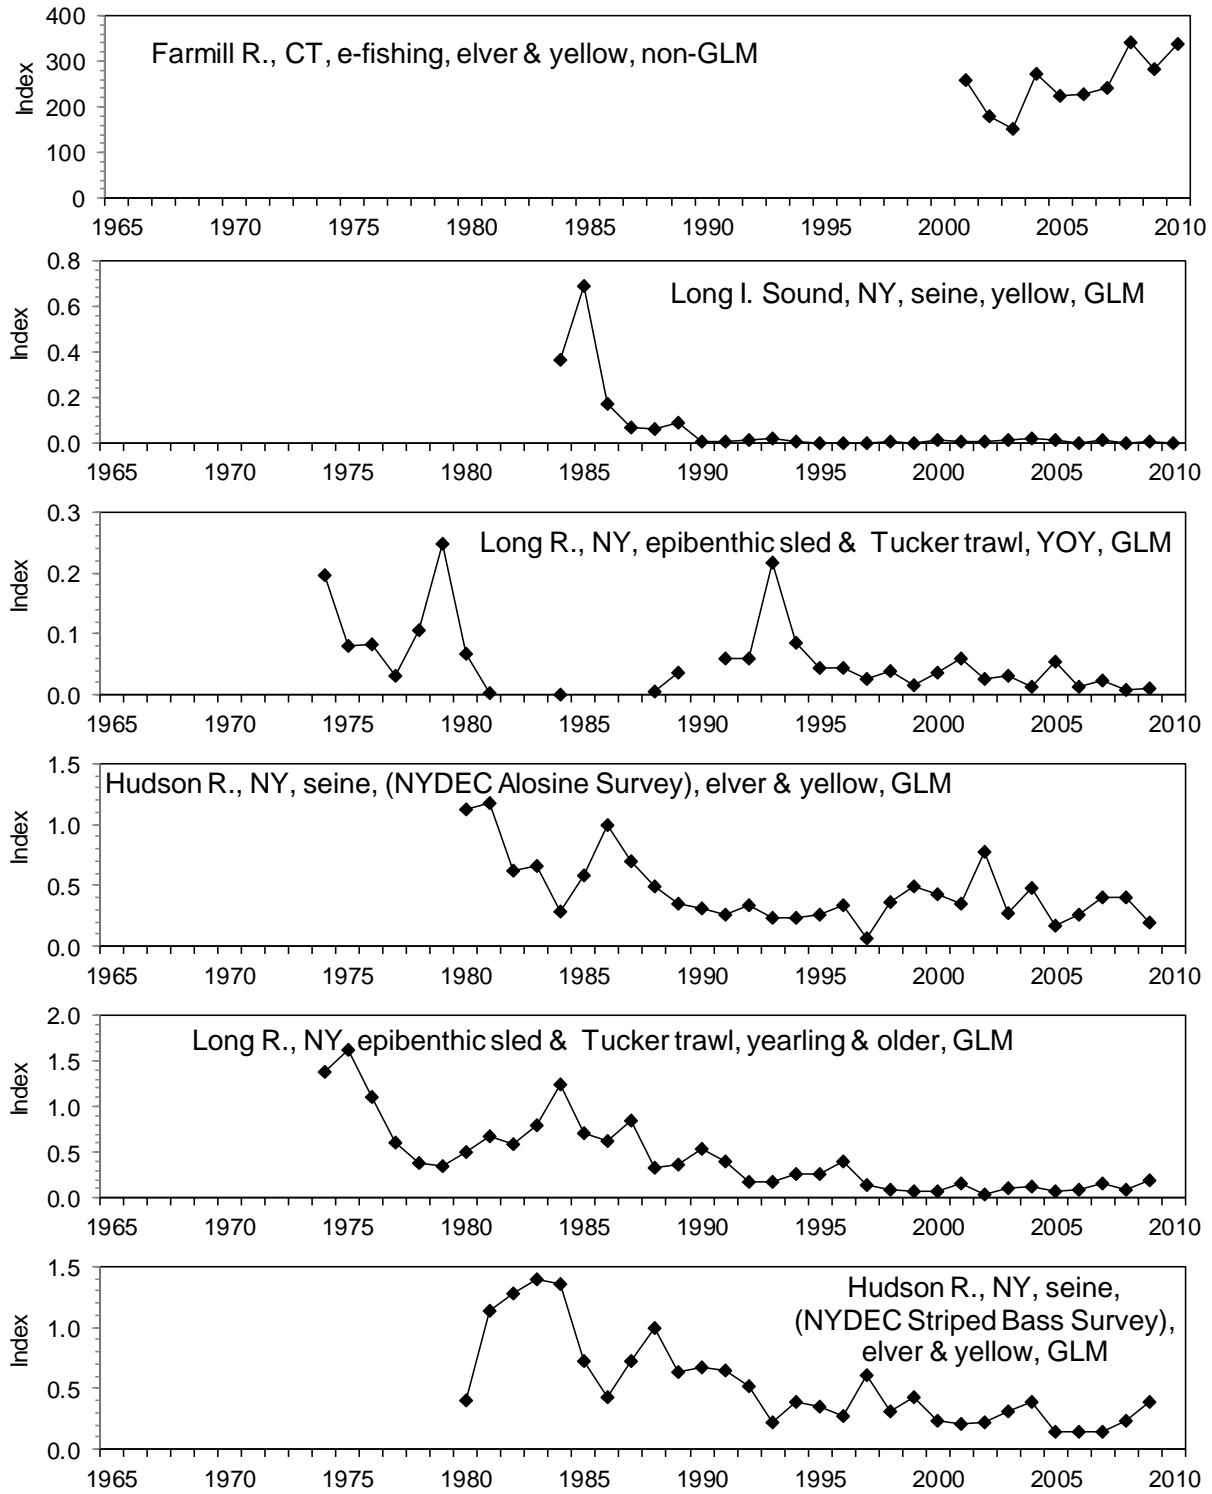 400
Farmill R., CT, e-fishing, elver & yellow, non-GLM
300
Index
200
100
0
1965 1970 1975 1980 1985 1990 1995 2000 2005 2010
0.8
Long I. Sound, NY, seine, yellow, GLM
0.6
Index
0.4
0.2
0.0
1965 1970 1975 1980 1985 1990 1995 2000 2005 2010
0.3
Long R., NY, epibenthic sled & Tucker trawl, YOY, GLM
0.2
Index
0.1
0.0
1965 1970 1975 1980 1985 1990 1995 2000 2005 2010
1.5
Hudson R., NY, seine, (NYDEC Alosine Survey), elver & yellow, GLM
1.0
Index
0.5
0.0
1965 1970 1975 1980 1985 1990 1995 2000 2005 2010
2.0
Long R., NY, epibenthic sled & Tucker trawl, yearling & older, GLM
1.5
Index
1.0
0.5
0.0
1965 1970 1975 1980 1985 1990 1995 2000 2005 2010
1.5
Hudson R., NY, seine,
(NYDEC Striped Bass Survey),
elver & yellow, GLM
1.0
Index
0.5
0.0
1965 1970 1975 1980 1985 1990 1995 2000 2005 2010